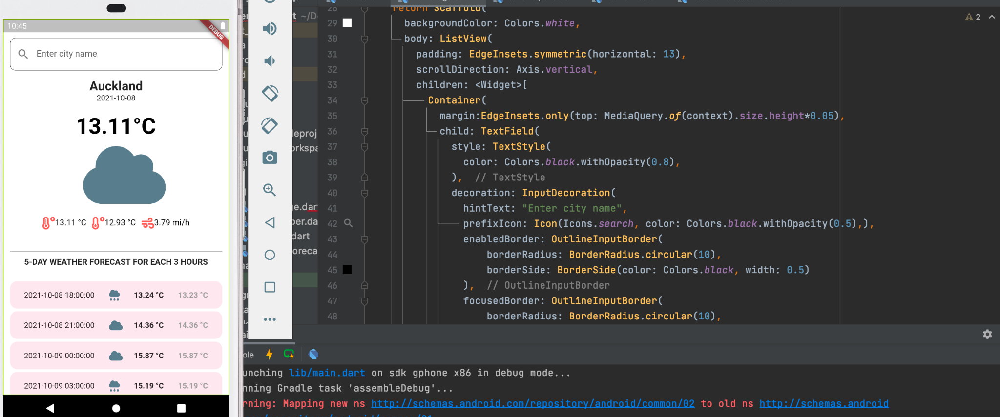 10:45
DEBUG
Enter city name
Auckland
2021-10-08
13.11°C
13.11 °C 12.93 °C 3.79 mi/h
5-DAY WEATHER FORECAST FOR EACH 3 HOURS
2021-10-08 18:00:00 13.24 °C 13.23 °C
2021-10-08 21:00:00 14.36 °C 14.36 °C
2021-10-09 00:00:00 15.87 °C 15.87 °C
2021-10-09 03:00:00 15.19 °C 15.19 °C
28 return Scaffold(
29 backgroundColor: Colors.white,
30 body: ListView(
31 padding: EdgeInsets.symmetric(horizontal: 13),
32 scrollDirection: Axis.vertical,
33 children: <Widget>[
34 Container(
35 margin:EdgeInsets.only(top: MediaQuery.of(context).size.height*0.05),
36 child: TextField(
37 style: TextStyle(
38 color: Colors.black.withOpacity(0.8),
39 ), // TextStyle
40 decoration: InputDecoration(
41 hintText: "Enter city name",
42 prefixIcon: Icon(Icons.search, color: Colors.black.withOpacity(0.5),),
43 enabledBorder: OutlineInputBorder(
44 borderRadius: BorderRadius.circular(10),
45 borderSide: BorderSide(color: Colors.black, width: 0.5)
46 ), // OutlineInputBorder
47 focusedBorder: OutlineInputBorder(
48 borderRadius: BorderRadius.circular(10),
2
ole
unching lib/main.dart on sdk gphone x86 in debug mode...
nning Gradle task 'assembleDebug'...
rning: Mapping new ns http://schemas.android.com/repository/android/common/02 to old ns http://schemas.android